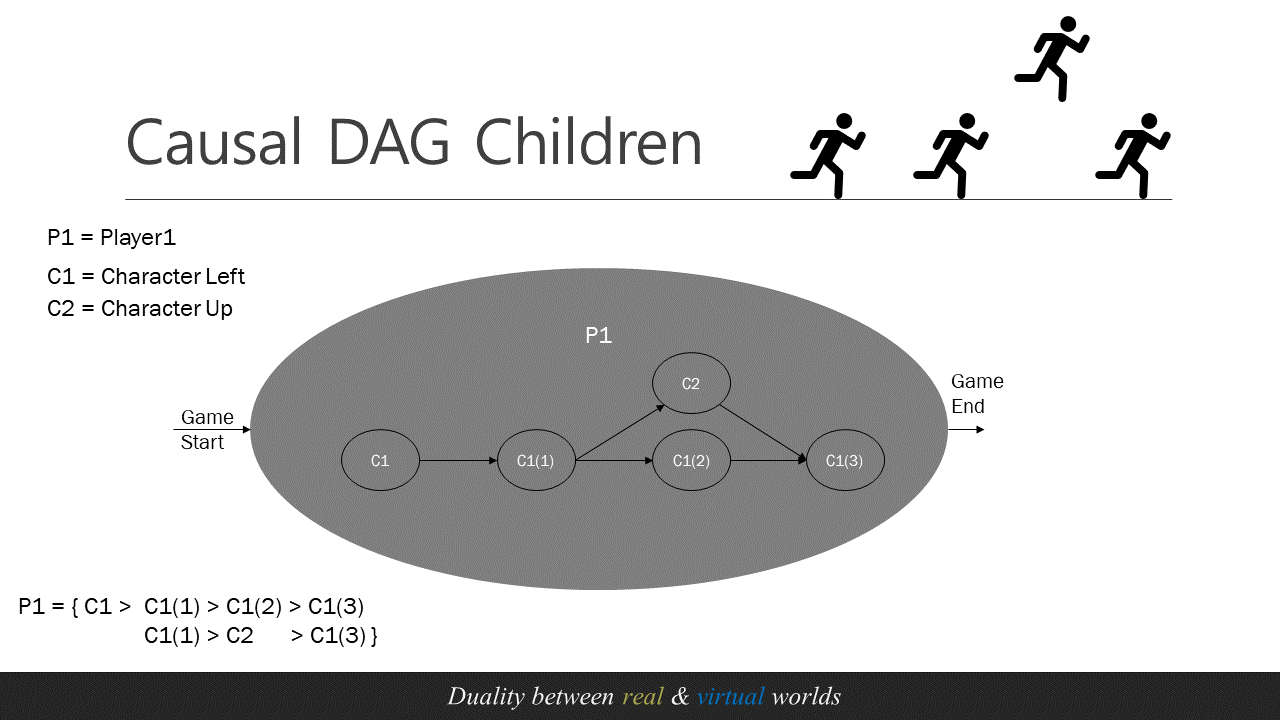 Causal DAG Children
P1 = Player1
C1 = Character Left
C2 = Character Up
P1
C2
Game
End
Game
Start
C1
C1(1)
C1(2)
C1(3)
P1 = { C1 > C1(1) > C1(2) > C1(3)
C1(1) > C2 > C1(3) }
Duality between real & virtual worlds